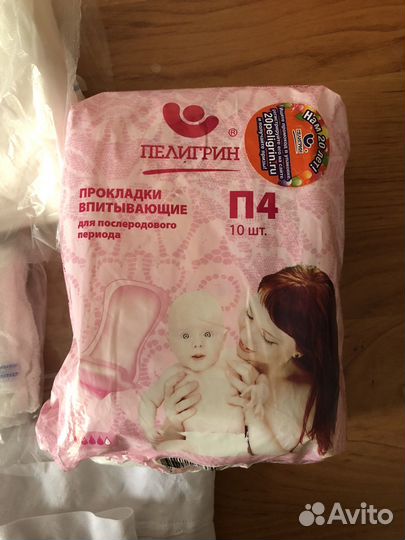 ПЕЛИГРИН ®
ПРОКЛАДКИ
ВПИТЫВАЮЩИЕ
для послеродового
периода
П4
10 шт.
Нам 20 лет!
20peligrin.ru
Avito